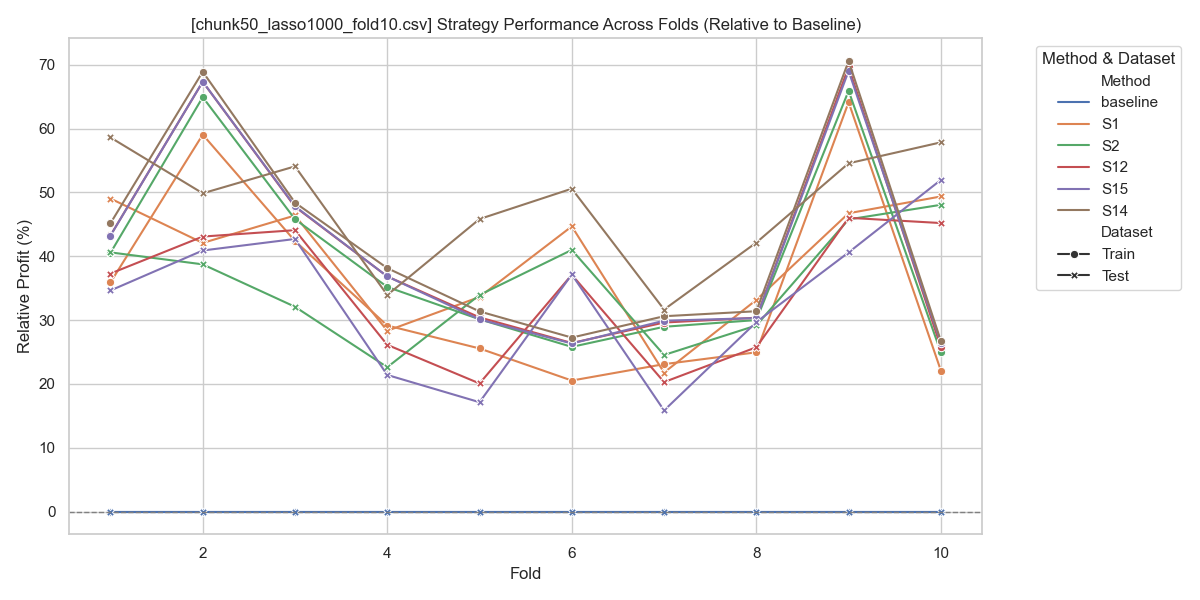 [chunk50_lasso1000_fold10.csv] Strategy Performance Across Folds (Relative to Baseline)
Relative Profit (%)
70
60
50
40
30
20
10
0
2 4 6 8 10
Fold
Method & Dataset
Method
baseline
S1
S2
S12
S15
S14
Dataset
Train
Test